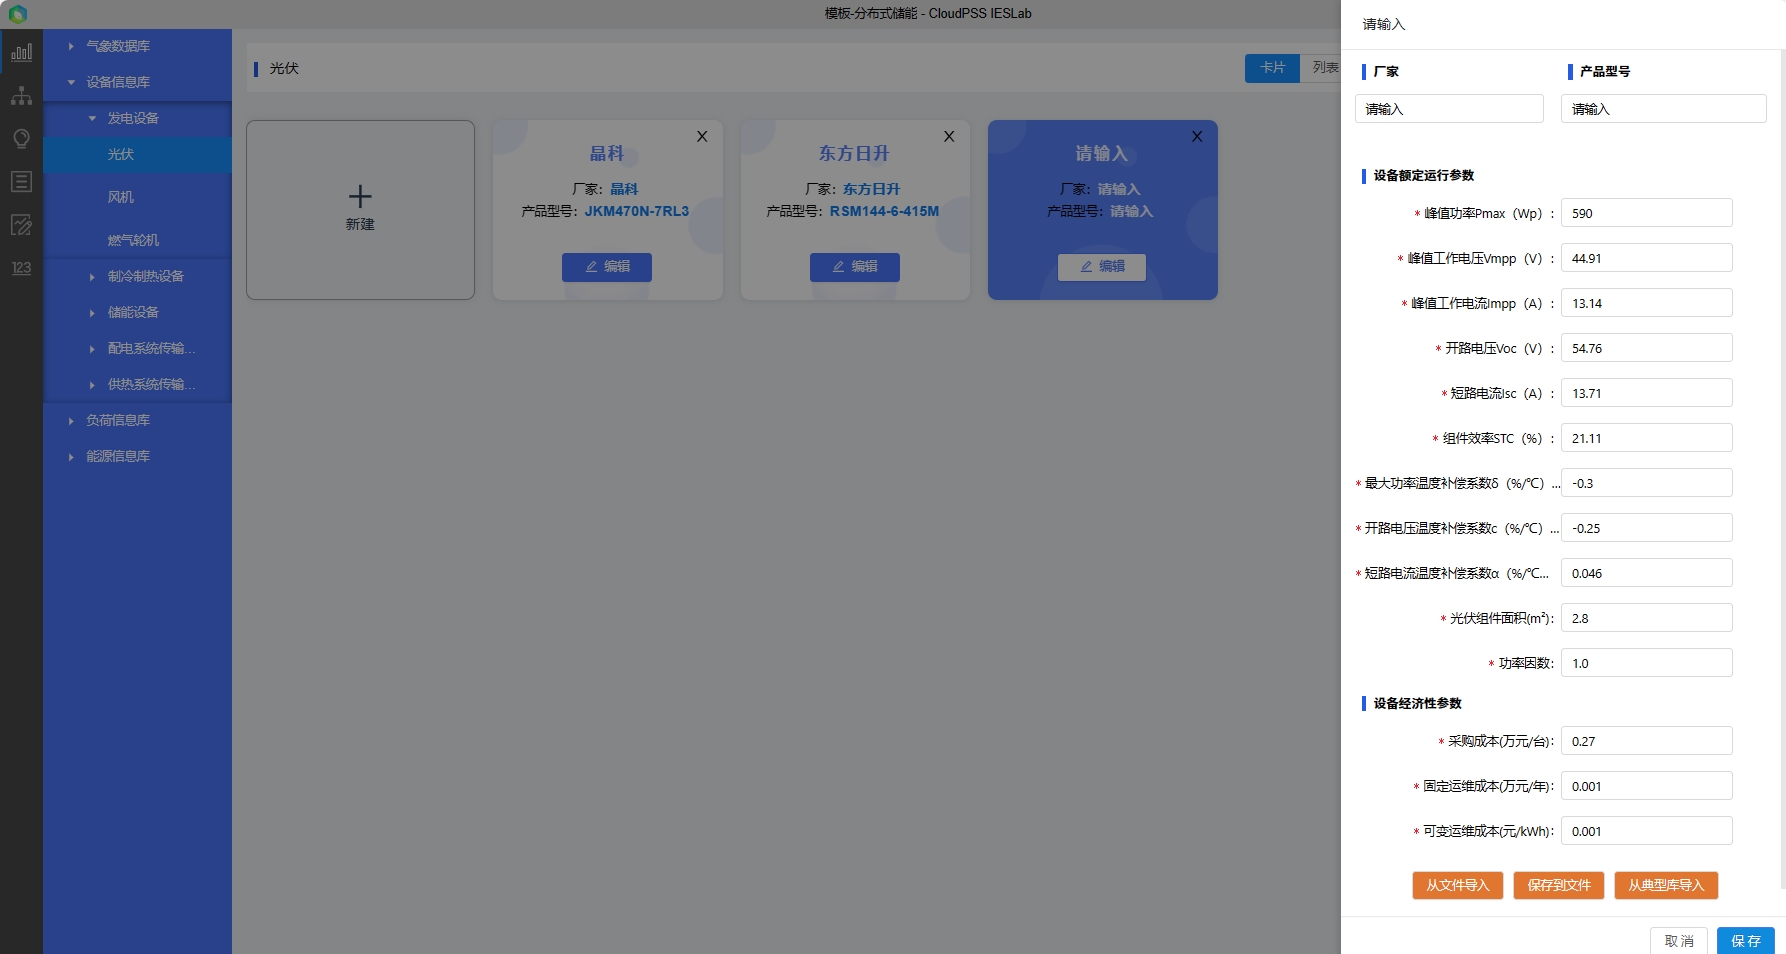 模板-分布式储能 - CloudPSS IESLab
气象数据库
设备信息库
发电设备
光伏
风机
燃气轮机
制冷制热设备
储能设备
配电系统传输...
供热系统传输...
负荷信息库
能源信息库
123
光伏
卡片
列表
新建
X
晶科
厂家：晶科
产品型号：JKM470N-7RL3
编辑
X
东方日升
厂家：东方日升
产品型号：RSM144-6-415M
编辑
X
请输入
厂家：请输入
产品型号：请输入
编辑
请输入
厂家
产品型号
请输入
请输入
设备额定运行参数
* 峰值功率Pmax（Wp）: 590
* 峰值工作电压Vmpp（V）: 44.91
* 峰值工作电流Impp（A）: 13.14
* 开路电压Voc（V）: 54.76
* 短路电流Isc（A）: 13.71
* 组件效率STC（%）: 21.11
* 最大功率温度补偿系数δ（%/℃）... -0.3
* 开路电压温度补偿系数c（%/℃）... -0.25
* 短路电流温度补偿系数α（%/℃... 0.046
* 光伏组件面积(m²): 2.8
* 功率因数: 1.0
设备经济性参数
* 采购成本(万元/台): 0.27
* 固定运维成本(万元/年): 0.001
* 可变运维成本(元/kWh): 0.001
从文件导入
保存到文件
从典型库导入
取 消
保 存